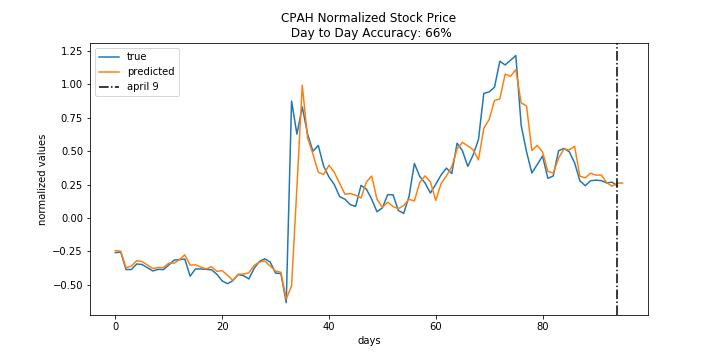 CPAH Normalized Stock Price
Day to Day Accuracy: 66%
true
predicted
april 9
normalized values
1.25
1.00
0.75
0.50
0.25
0.00
−0.25
−0.50
0
20
40
60
80
days